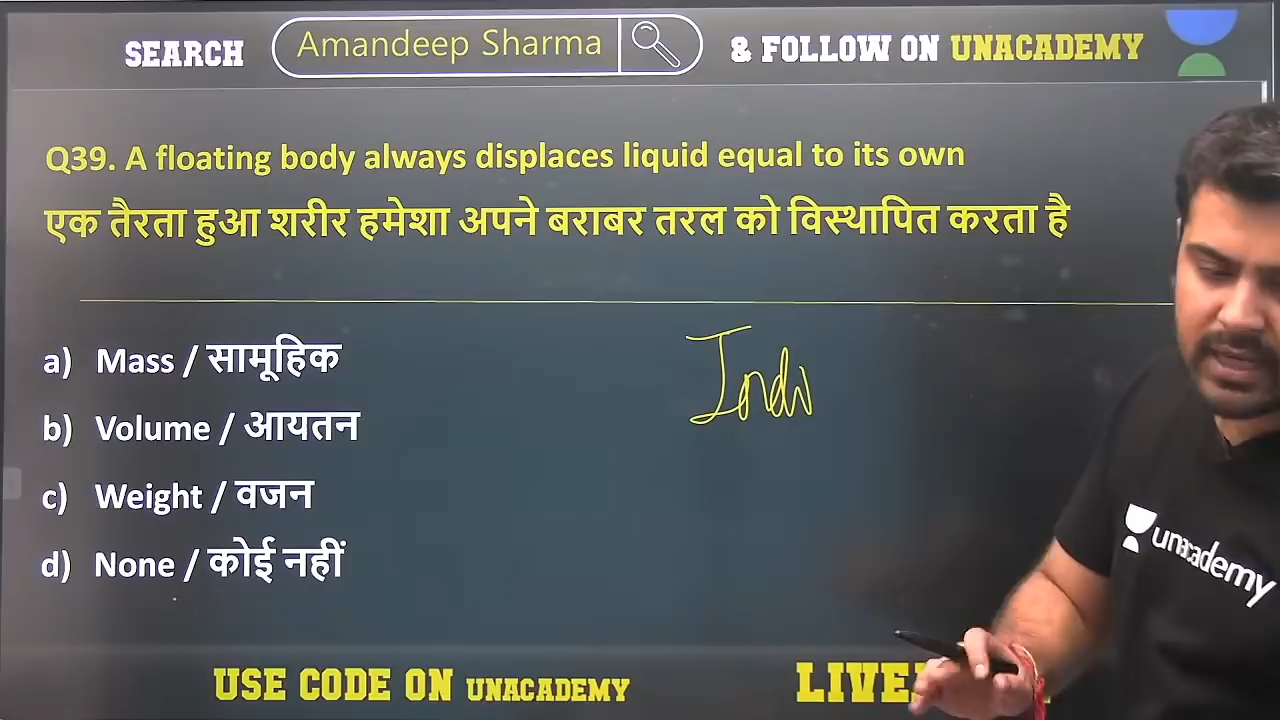 SEARCH Amandeep Sharma & FOLLOW ON UNACADEMY
Q39. A floating body always displaces liquid equal to its own
एक तैरता हुआ शरीर हमेशा अपने बराबर तरल को विस्थापित करता है
a) Mass / सामूहिक
b) Volume / आयतन
c) Weight / वजन
d) None / कोई नहीं
Indi
unacademy
USE CODE ON UNACADEMY